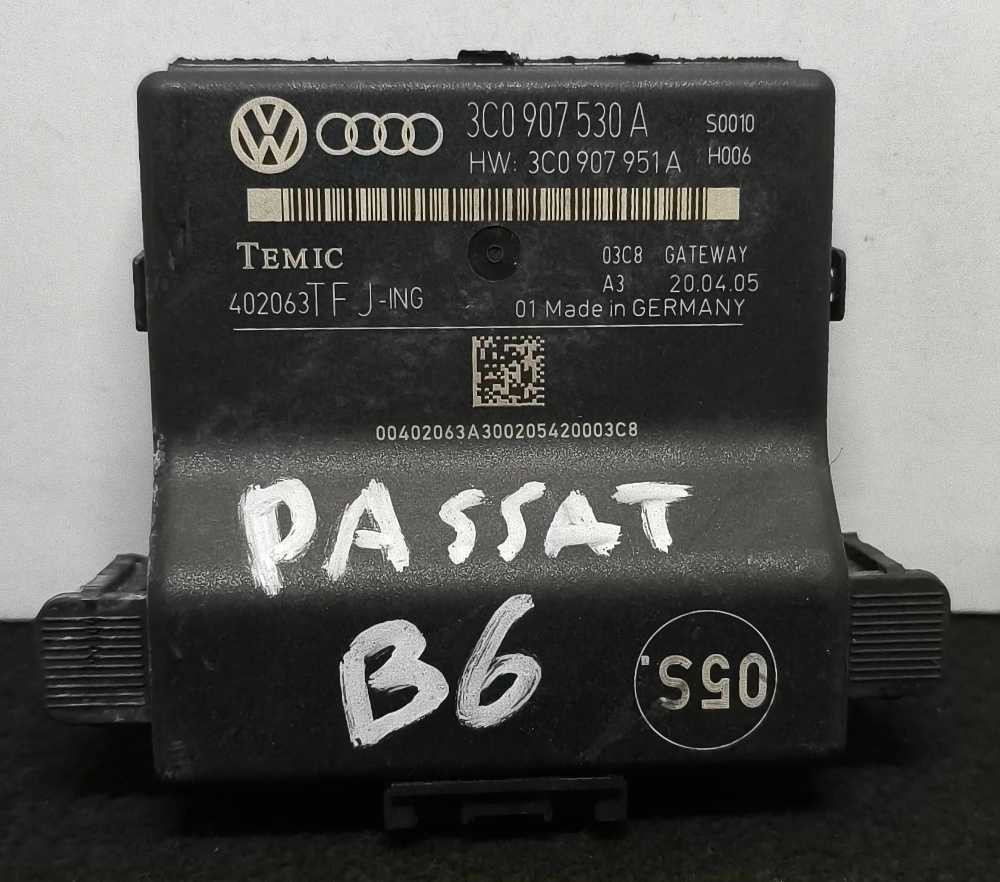 3C0 907 530 A S0010
HW: 3C0 907 951 A H006
TEMIC 03C8 GATEWAY
A3 20.04.05
402063TFJ-ING 01 Made in GERMANY
00402063A300205420003C8
PASSAT
B6
05S.